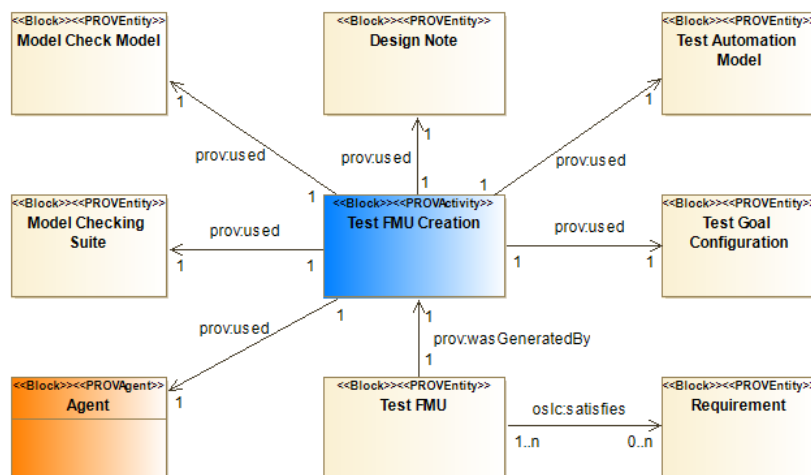 <<Block>><<PROVEntity>>
Model Check Model
<<Block>><<PROVEntity>>
Design Note
<<Block>><<PROVEntity>>
Test Automation
Model
1
1
1
prov:used
prov:used
prov:used
1
1
1
<<Block>><<PROVEntity>>
Model Checking
Suite
<<Block>><<PROVActivity>>
Test FMU Creation
<<Block>><<PROVEntity>>
Test Goal
Configuration
prov:used
prov:used
1
1
1
1
prov:used
1
1
prov:wasGeneratedBy
1
1
<<Block>><<PROVAgent>>
Agent
<<Block>><<PROVEntity>>
Test FMU
<<Block>><<PROVEntity>>
Requirement
oslc:satisfies
1..n
0..n